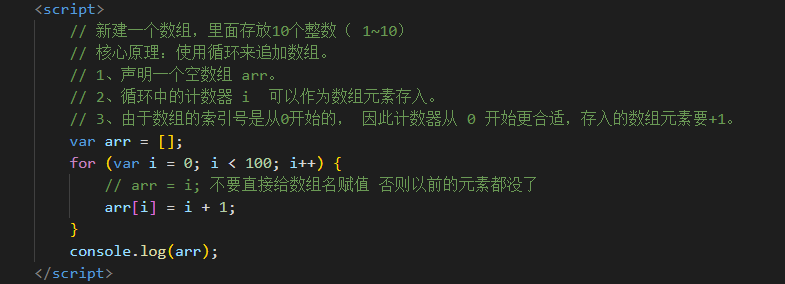 <script>
// 新建一个数组，里面存放10个整数（ 1~10）
// 核心原理：使用循环来追加数组。
// 1、声明一个空数组 arr。
// 2、循环中的计数器 i  可以作为数组元素存入。
// 3、由于数组的索引号是从0开始的， 因此计数器从 0 开始更合适，存入的数组元素要+1。
var arr = [];
for (var i = 0; i < 100; i++) {
// arr = i; 不要直接给数组名赋值 否则以前的元素都没了
arr[i] = i + 1;
}
console.log(arr);
</script>